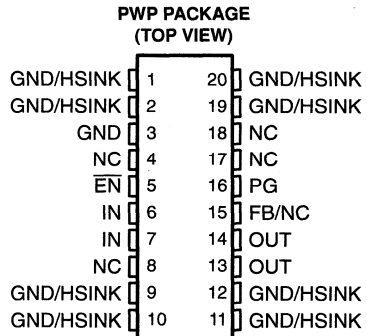 PWP PACKAGE
(TOP VIEW)
GND/HSINK 1 20 GND/HSINK
GND/HSINK 2 19 GND/HSINK
GND 3 18 NC
NC 4 17 NC
E̅N̅ 5 16 PG
IN 6 15 FB/NC
IN 7 14 OUT
NC 8 13 OUT
GND/HSINK 9 12 GND/HSINK
GND/HSINK 10 11 GND/HSINK